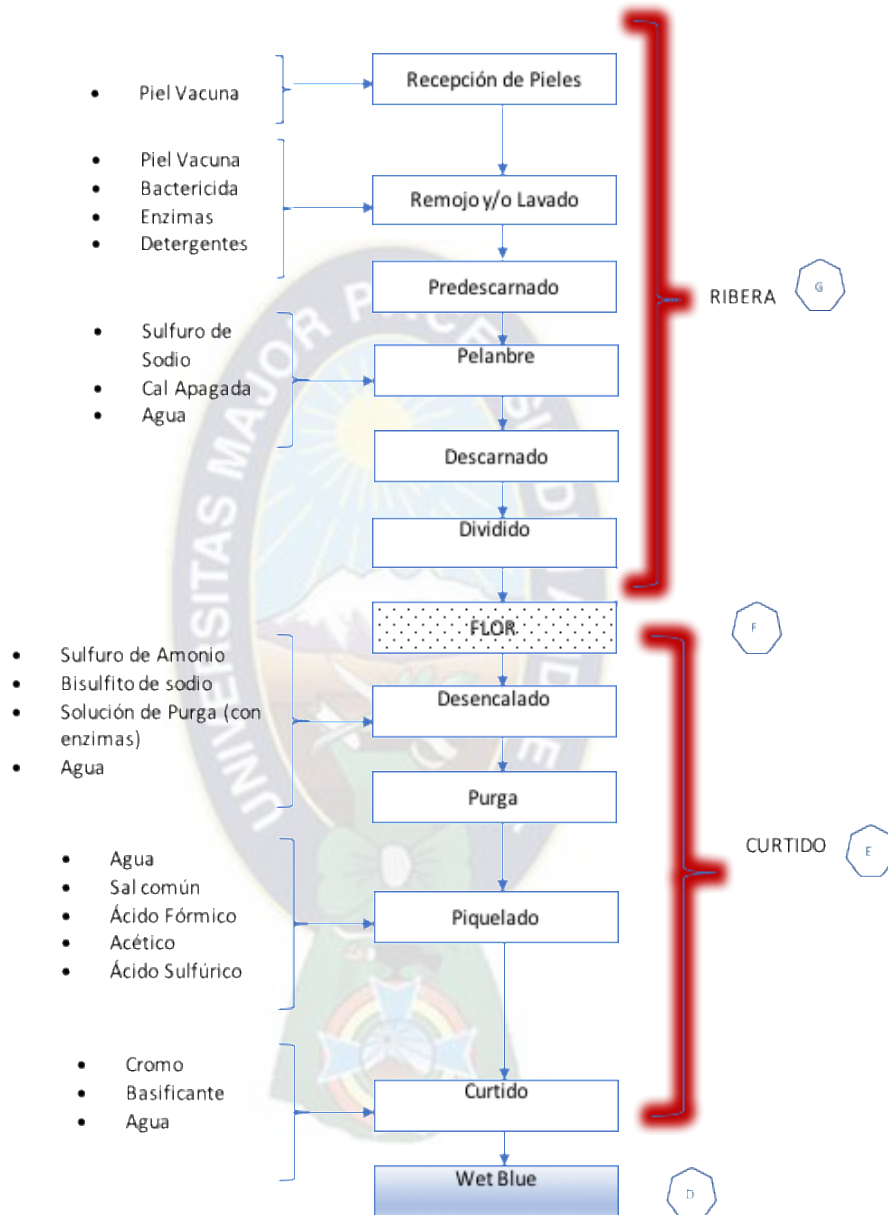 Piel Vacuna
Recepción de Pieles
Piel Vacuna
Bactericida
Enzimas
Detergentes
Remojo y/o Lavado
Predescarnado
RIBERA
G
Sulfuro de
Sodio
Cal Apagada
Agua
Pelanbre
Descarnado
Dividido
FLOR
F
Sulfuro de Amonio
Bisulfito de sodio
Solución de Purga (con
enzimas)
Agua
Desencalado
Purga
CURTIDO
E
Agua
Sal común
Ácido Fórmico
Acético
Ácido Sulfúrico
Piquelado
Cromo
Basificante
Agua
Curtido
Wet Blue
D
UNIVERSITAS MAJOR